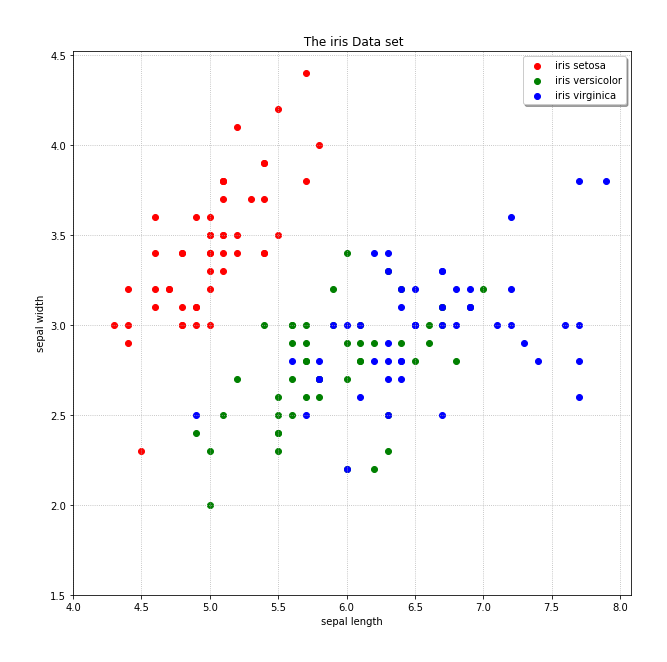 The iris Data set
iris setosa
iris versicolor
iris virginica
4.5
4.0
3.5
3.0
2.5
2.0
1.5
sepal width
4.0 4.5 5.0 5.5 6.0 6.5 7.0 7.5 8.0
sepal length